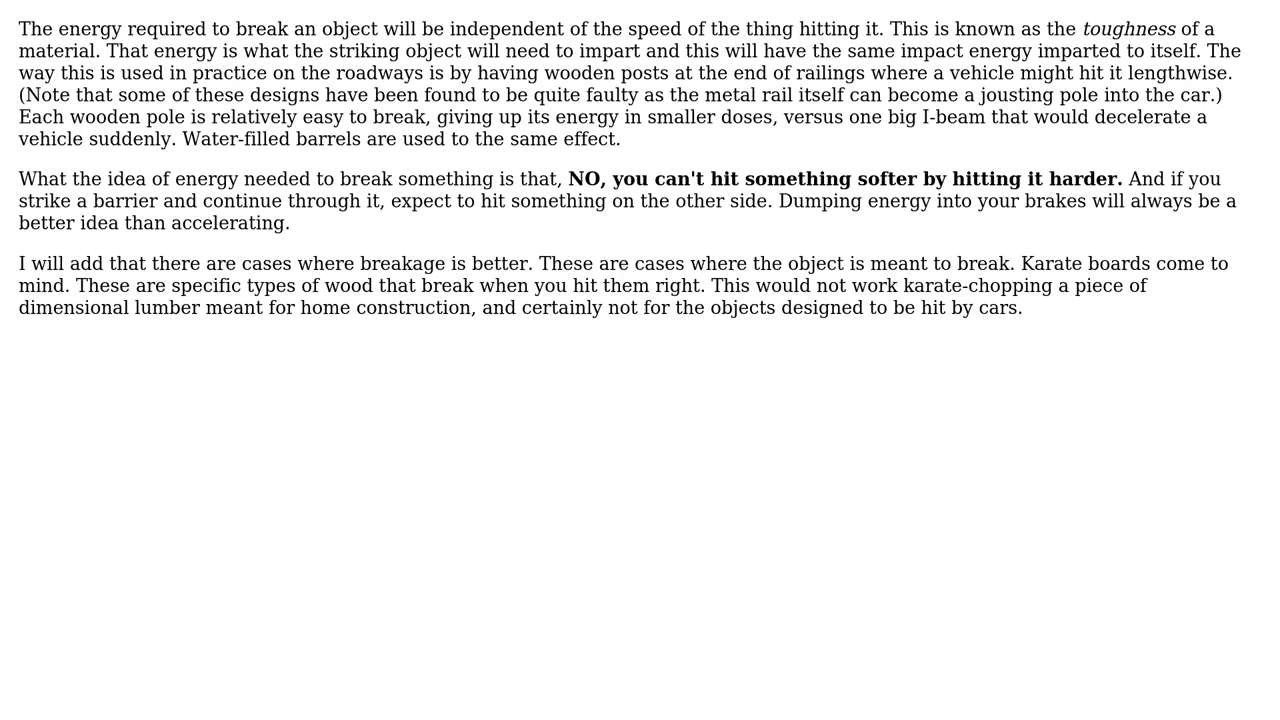 The energy required to break an object will be independent of the speed of the thing hitting it. This is known as the toughness of a
material. That energy is what the striking object will need to impart and this will have the same impact energy imparted to itself. The
way this is used in practice on the roadways is by having wooden posts at the end of railings where a vehicle might hit it lengthwise.
(Note that some of these designs have been found to be quite faulty as the metal rail itself can become a jousting pole into the car.)
Each wooden pole is relatively easy to break, giving up its energy in smaller doses, versus one big I-beam that would decelerate a
vehicle suddenly. Water-filled barrels are used to the same effect.
What the idea of energy needed to break something is that, NO, you can't hit something softer by hitting it harder. And if you
strike a barrier and continue through it, expect to hit something on the other side. Dumping energy into your brakes will always be a
better idea than accelerating.
I will add that there are cases where breakage is better. These are cases where the object is meant to break. Karate boards come to
mind. These are specific types of wood that break when you hit them right. This would not work karate-chopping a piece of
dimensional lumber meant for home construction, and certainly not for the objects designed to be hit by cars.